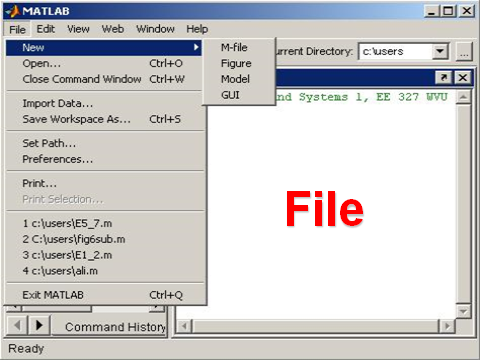 MATLAB
File Edit View Web Window Help
New
Open... Ctrl+O
Close Command Window Ctrl+W
Import Data...
Save Workspace As... Ctrl+S
Set Path...
Preferences...
Print...
Print Selection...
1 c:\users\E5_7.m
2 C:\users\fig6sub.m
3 c:\users\E1_2.m
4 c:\users\ali.m
Exit MATLAB Ctrl+Q
M-file
Figure
Model
GUI
urrent Directory: c:\users ...
nd Systems 1, EE 327 WVU
File
Command History
Ready